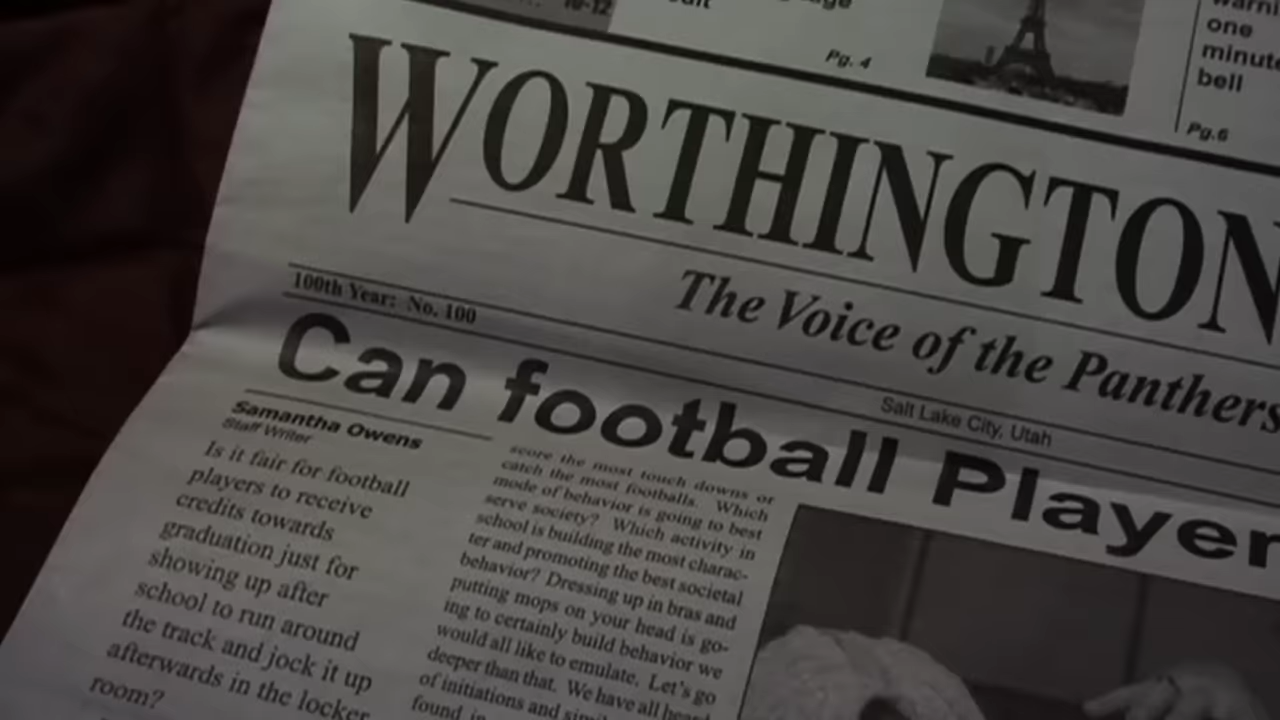 10-12
Pg. 4
one
minute
bell
Pg.6
WORTHINGTON
The Voice of the Panthers
100th Year: No. 100
Salt Lake City, Utah
Can football Player
Samantha Owens
Staff Writer
Is it fair for football
players to receive
credits towards
graduation just for
showing up after
school to run around
the track and jock it up
afterwards in the locker
room?
score the most touch downs or
catch the most footballs. Which
mode of behavior is going to best
serve society? Which activity in
school is building the most charac-
ter and promoting the best societal
behavior? Dressing up in bras and
putting mops on your head is go-
ing to certainly build behavior we
would all like to emulate. Let's go
deeper than that. We have all heard
of initiations and
found in